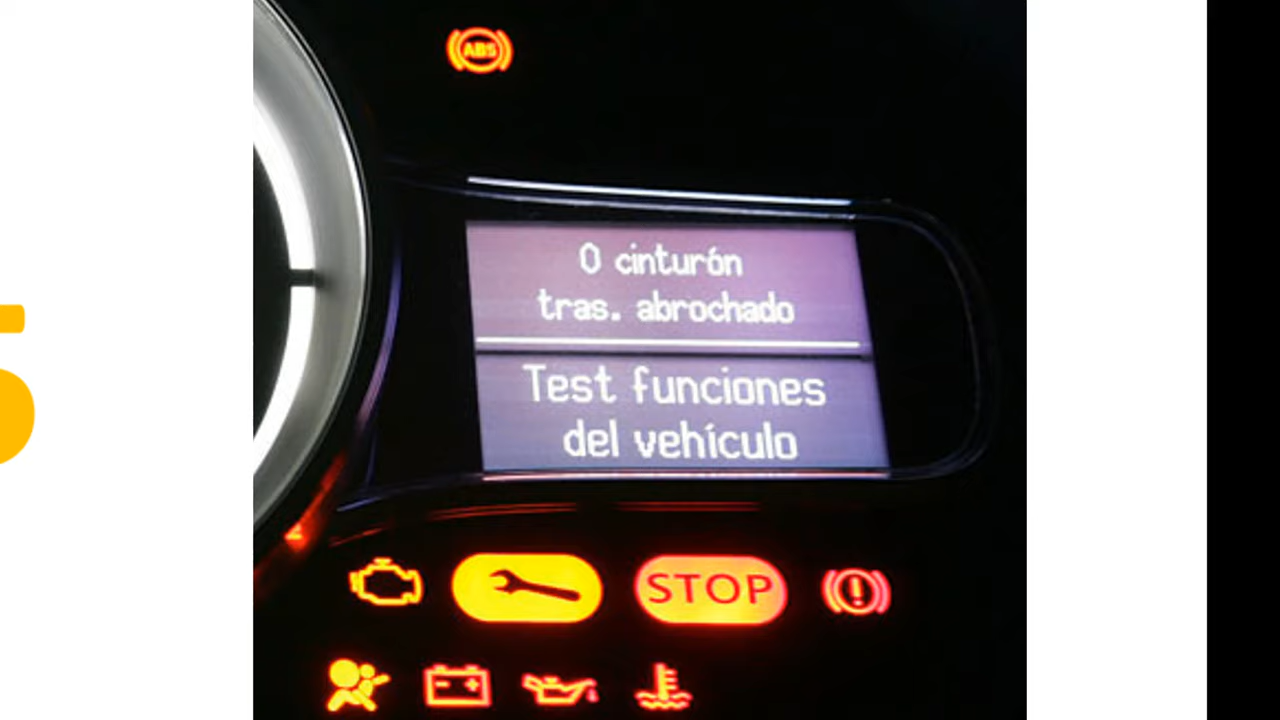 ABS
0 cinturón
tras. abrochado
Test funciones
del vehículo
STOP